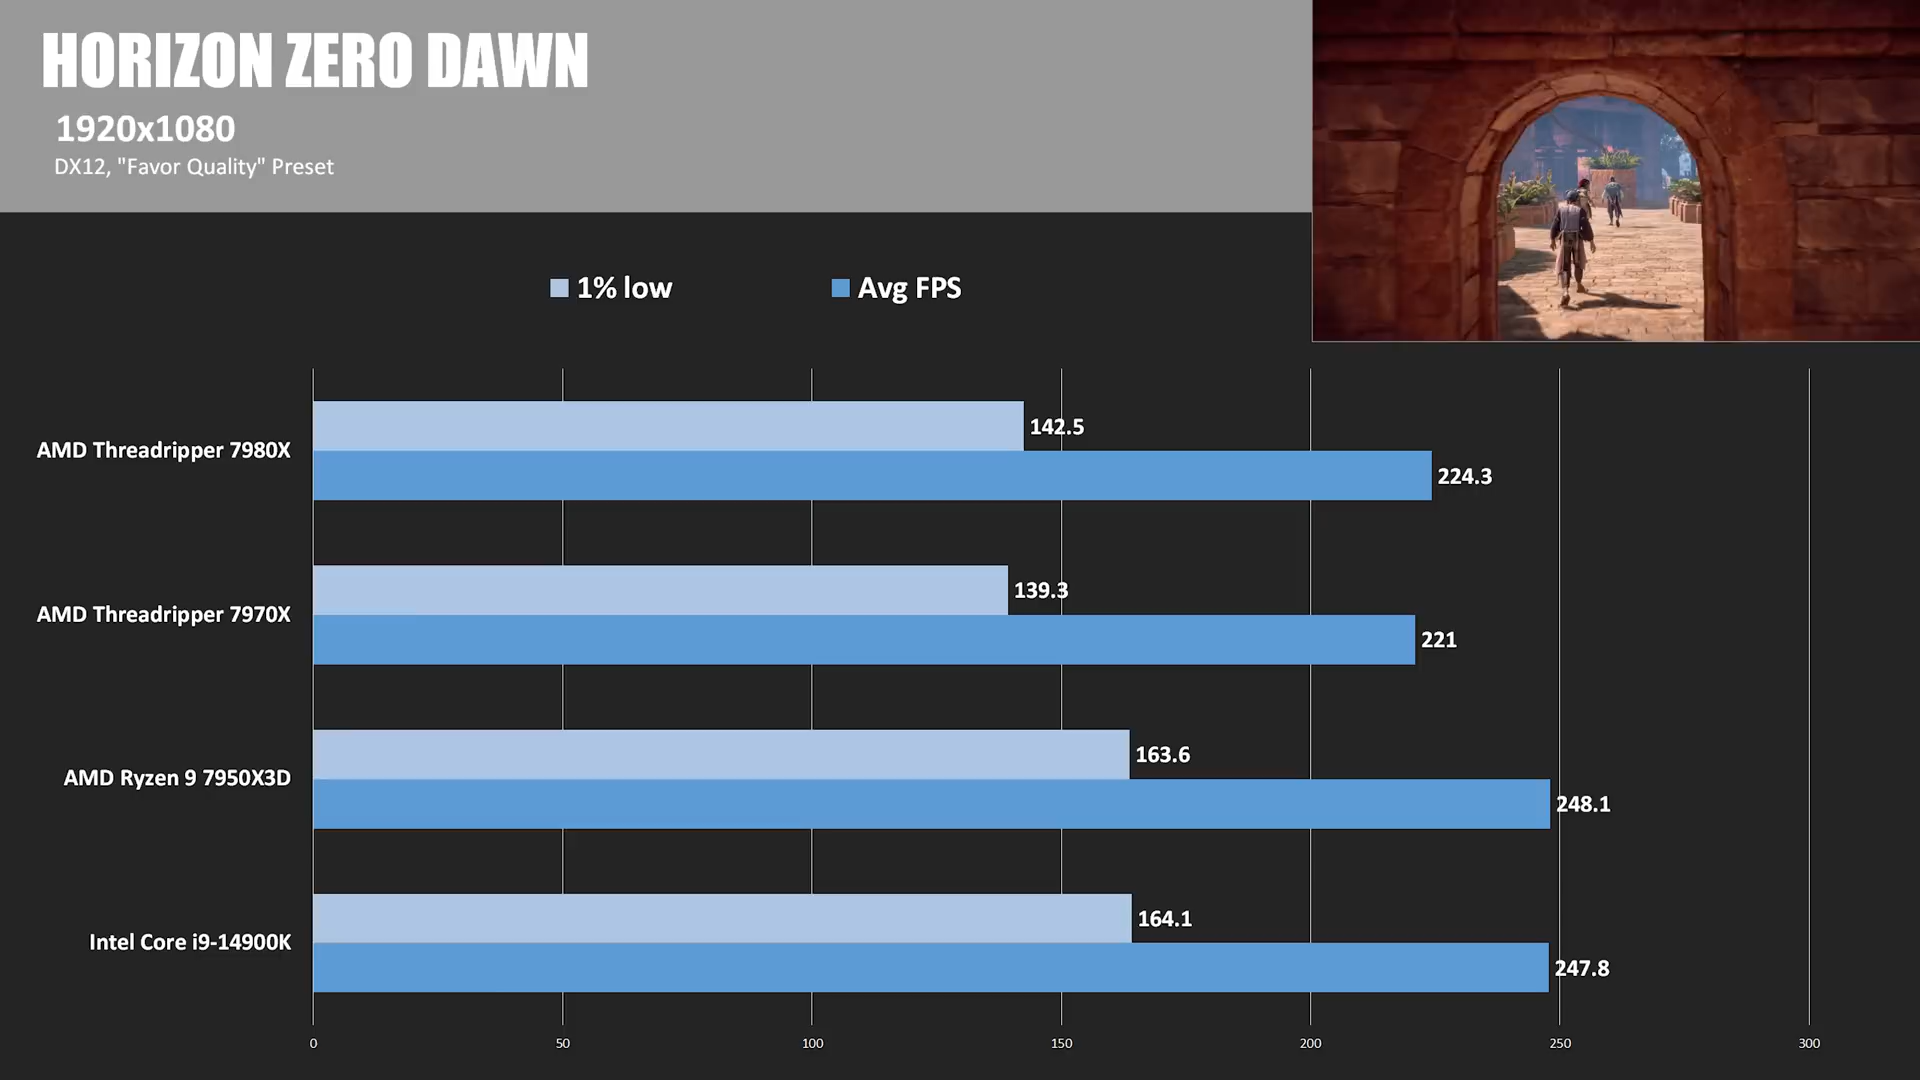 HORIZON ZERO DAWN
1920x1080
DX12, "Favor Quality" Preset
1% low
Avg FPS
AMD Threadripper 7980X
142.5
224.3
AMD Threadripper 7970X
139.3
221
AMD Ryzen 9 7950X3D
163.6
248.1
Intel Core i9-14900K
164.1
247.8
0 50 100 150 200 250 300